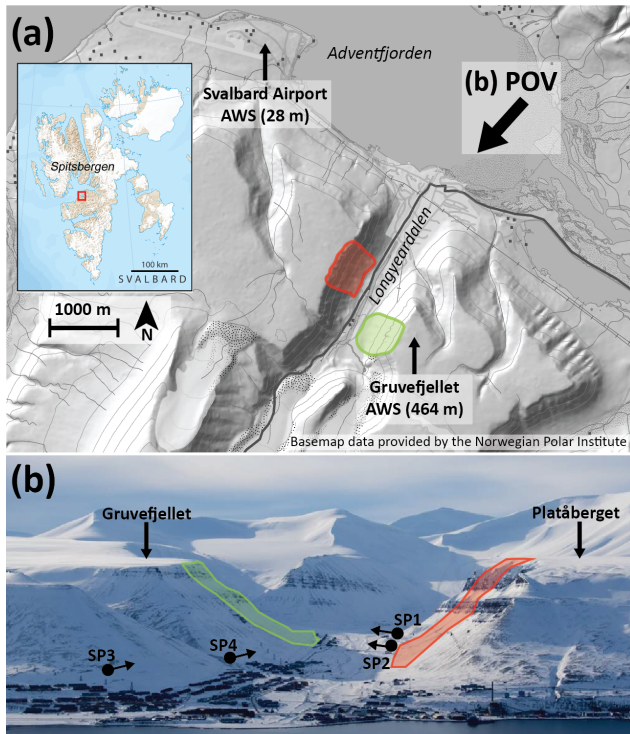 (a)
Adventfjorden
Svalbard Airport
AWS (28 m)
(b) POV
Spitsbergen
100 km
SVALBARD
1000 m
N
Longyeardalen
Gruvefjellet
AWS (464 m)
Basemap data provided by the Norwegian Polar Institute
(b)
Gruvefjellet
Platåberget
SP1
SP2
SP3
SP4